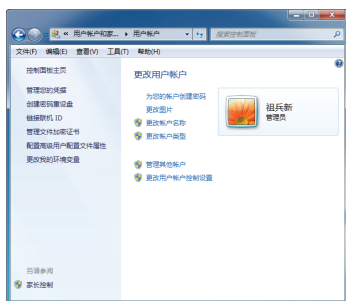 « 用户帐户和家... ▸ 用户帐户
搜索控制面板
文件(F) 编辑(E) 查看(V) 工具(T) 帮助(H)
控制面板主页
管理您的凭据
创建密码重设盘
链接联机 ID
管理文件加密证书
配置高级用户配置文件属性
更改我的环境变量
更改用户帐户
为您的帐户创建密码
更改图片
更改帐户名称
更改帐户类型
管理其他帐户
更改用户帐户控制设置
祖兵新
管理员
另请参阅
家长控制